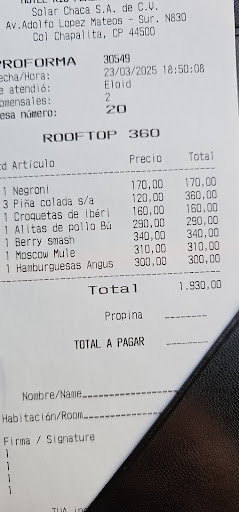 Solar Chaca S.A. de C.V.
Av.Adolfo Lopez Mateos - Sur. N830
Col Chapalita, CP 44500
PROFORMA 30549
echa/Hora: 23/03/2025 18:50:08
e atendió: Eloid
omensales: 2
esa número: 20
ROOFTOP 360
d Artículo Precio Total
1 Negroni 170,00 170,00
3 Piña colada s/a 120,00 360,00
1 Croquetas de ibéri 160,00 160,00
1 Alitas de pollo Bú 290,00 290,00
1 Berry smash 340,00 340,00
1 Moscow Mule 310,00 310,00
1 Hamburguesas Angus 300,00 300,00
Total 1.930,00
Propina
TOTAL A PAGAR
Nombre/Name
Habitación/Room
Firma / Signature